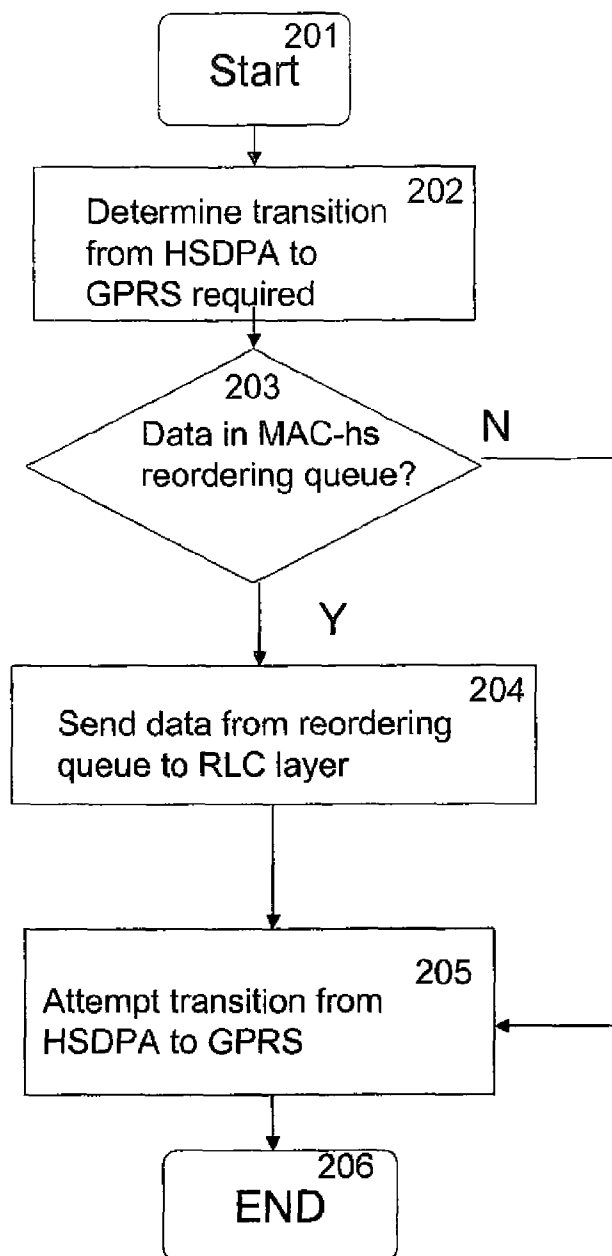 201
Start
202
Determine transition
from HSDPA to
GPRS required
203
Data in MAC-hs
reordering queue?
N
Y
204
Send data from reordering
queue to RLC layer
205
Attempt transition from
HSDPA to GPRS
206
END